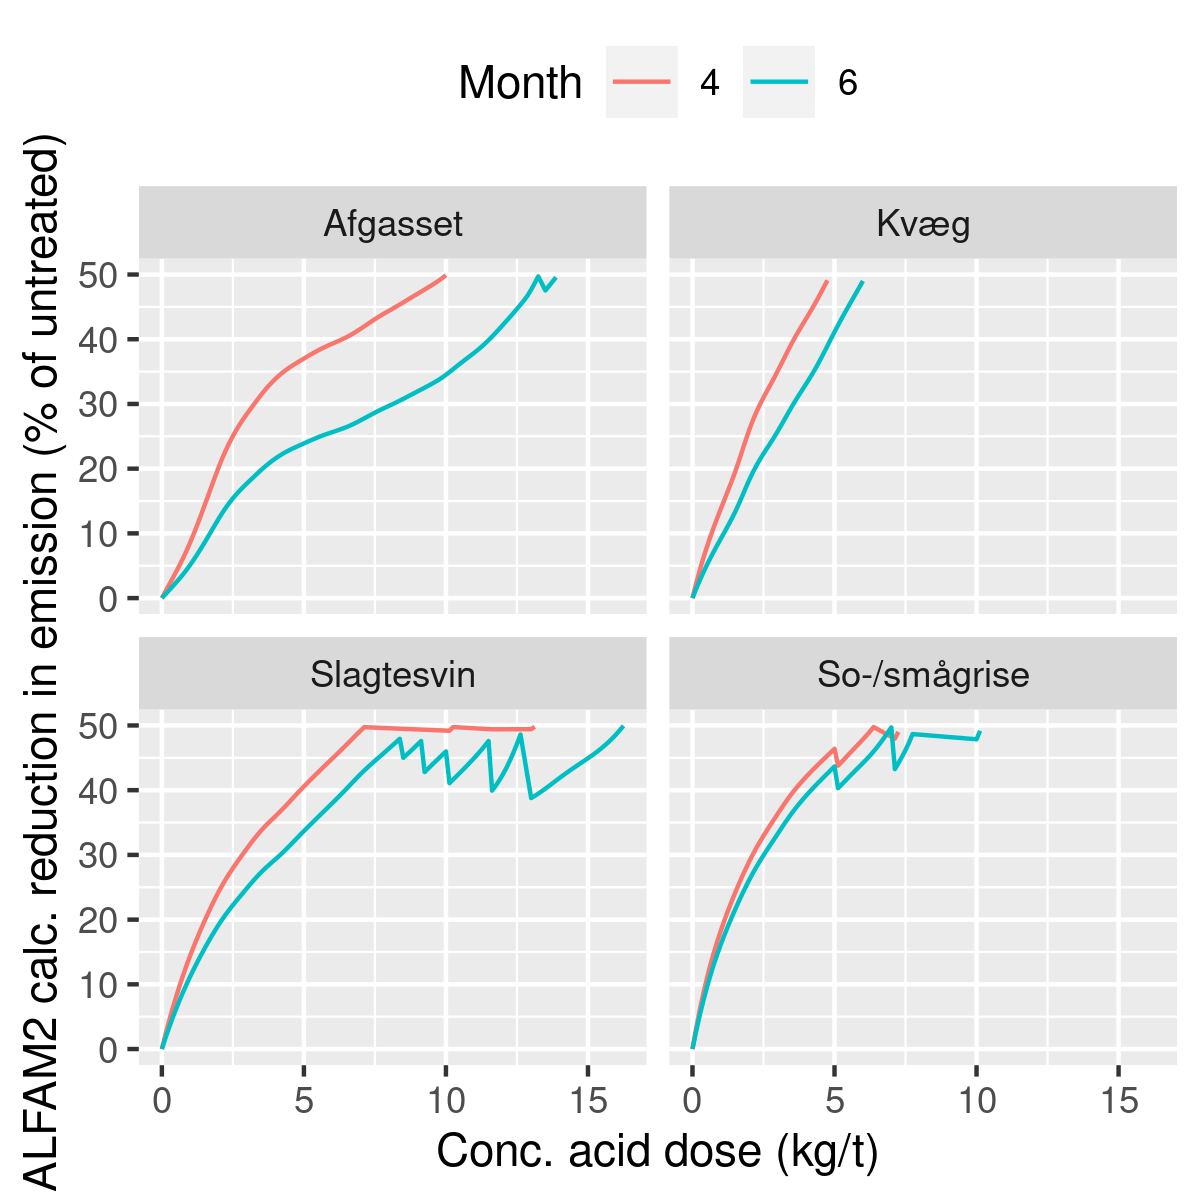 Month 4 6
ALFAM2 calc. reduction in emission (% of untreated)
Afgasset Kvæg
50
40
30
20
10
0
Slagtesvin So-/smågrise
50
40
30
20
10
0
0 5 10 15 0 5 10 15
Conc. acid dose (kg/t)